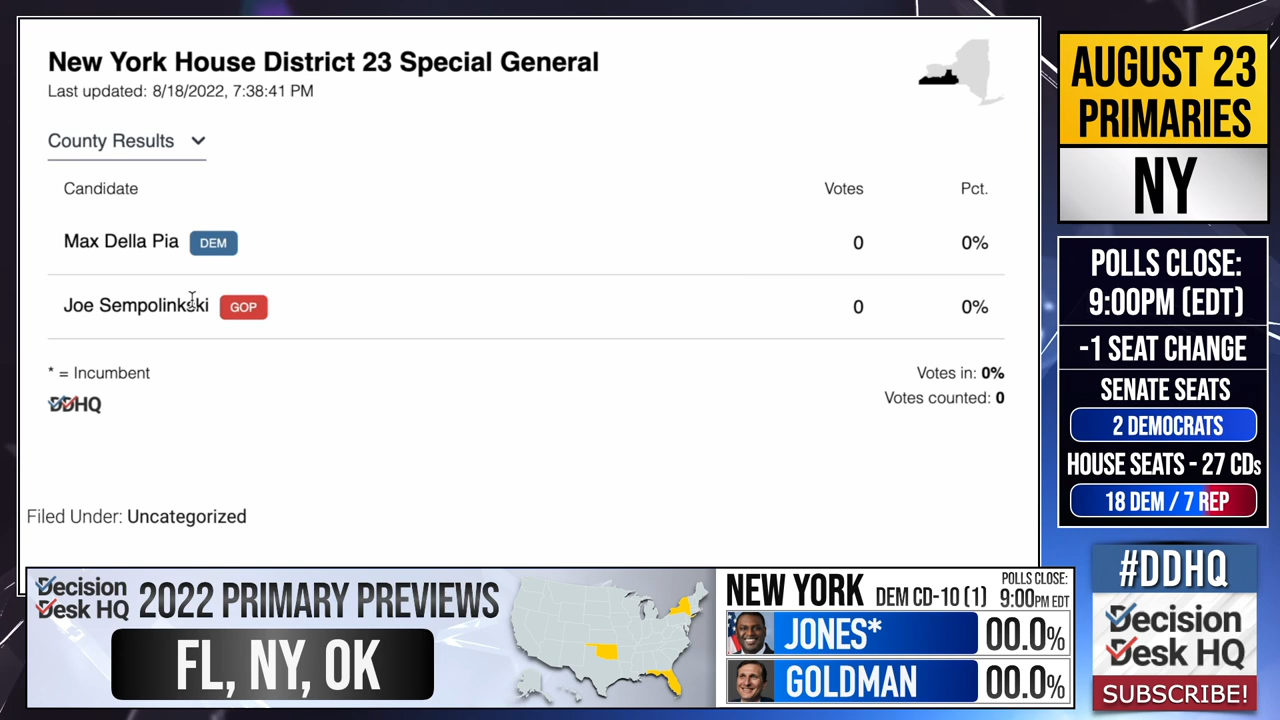 New York House District 23 Special General
Last updated: 8/18/2022, 7:38:41 PM
County Results
Candidate Votes Pct.
Max Della Pia DEM 0 0%
Joe Sempolinkski GOP 0 0%
* = Incumbent
Votes in: 0%
DDHQ
Votes counted: 0
Filed Under: Uncategorized
AUGUST 23
PRIMARIES
NY
POLLS CLOSE:
9:00PM (EDT)
-1 SEAT CHANGE
SENATE SEATS
2 DEMOCRATS
HOUSE SEATS - 27 CDs
18 DEM / 7 REP
#DDHQ
Decision
Desk HQ
SUBSCRIBE!
Decision
Desk HQ
2022 PRIMARY PREVIEWS
FL, NY, OK
NEW YORK DEM CD-10 (1)
POLLS CLOSE:
9:00PM EDT
JONES* 00.0%
GOLDMAN 00.0%